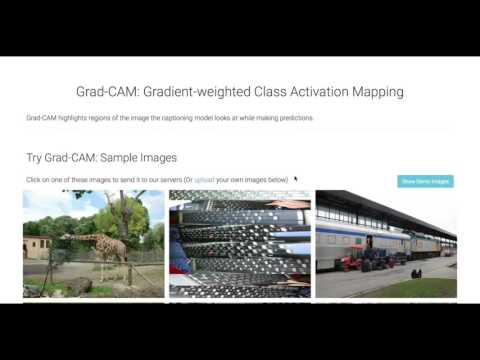 Grad-CAM: Gradient-weighted Class Activation Mapping
Grad-CAM highlights regions of the image the captioning model looks at while making predictions.
Try Grad-CAM: Sample Images
Click on one of these images to send it to our servers (Or upload your own images below)
Show Demo Images